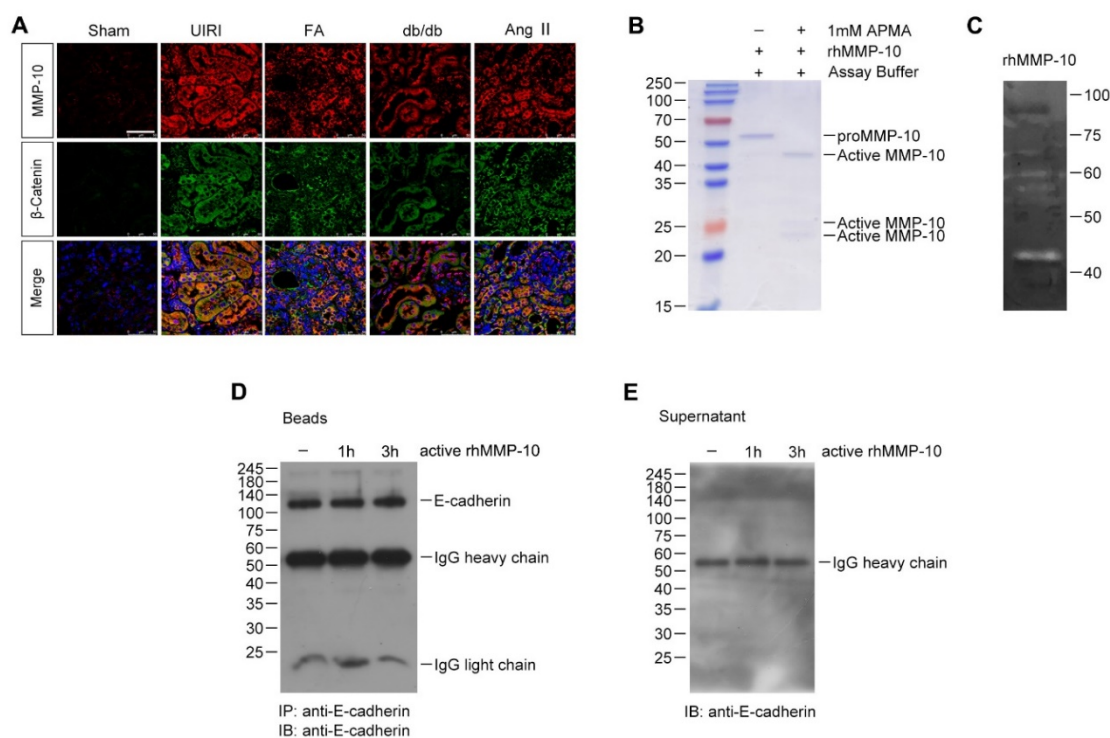 A
Sham UIRI FA db/db Ang II
MMP-10
β-Catenin
Merge
B
– + 1mM APMA
+ + rhMMP-10
+ + Assay Buffer
250
100
70
50
40
35
25
20
15
proMMP-10
Active MMP-10
Active MMP-10
Active MMP-10
C
rhMMP-10
100
75
60
50
40
D
Beads
– 1h 3h active rhMMP-10
245
180
140
100
75
60
50
40
35
30
25
E-cadherin
IgG heavy chain
IgG light chain
IP: anti-E-cadherin
IB: anti-E-cadherin
E
Supernatant
– 1h 3h active rhMMP-10
245
180
140
100
75
60
50
40
35
30
25
IgG heavy chain
IB: anti-E-cadherin